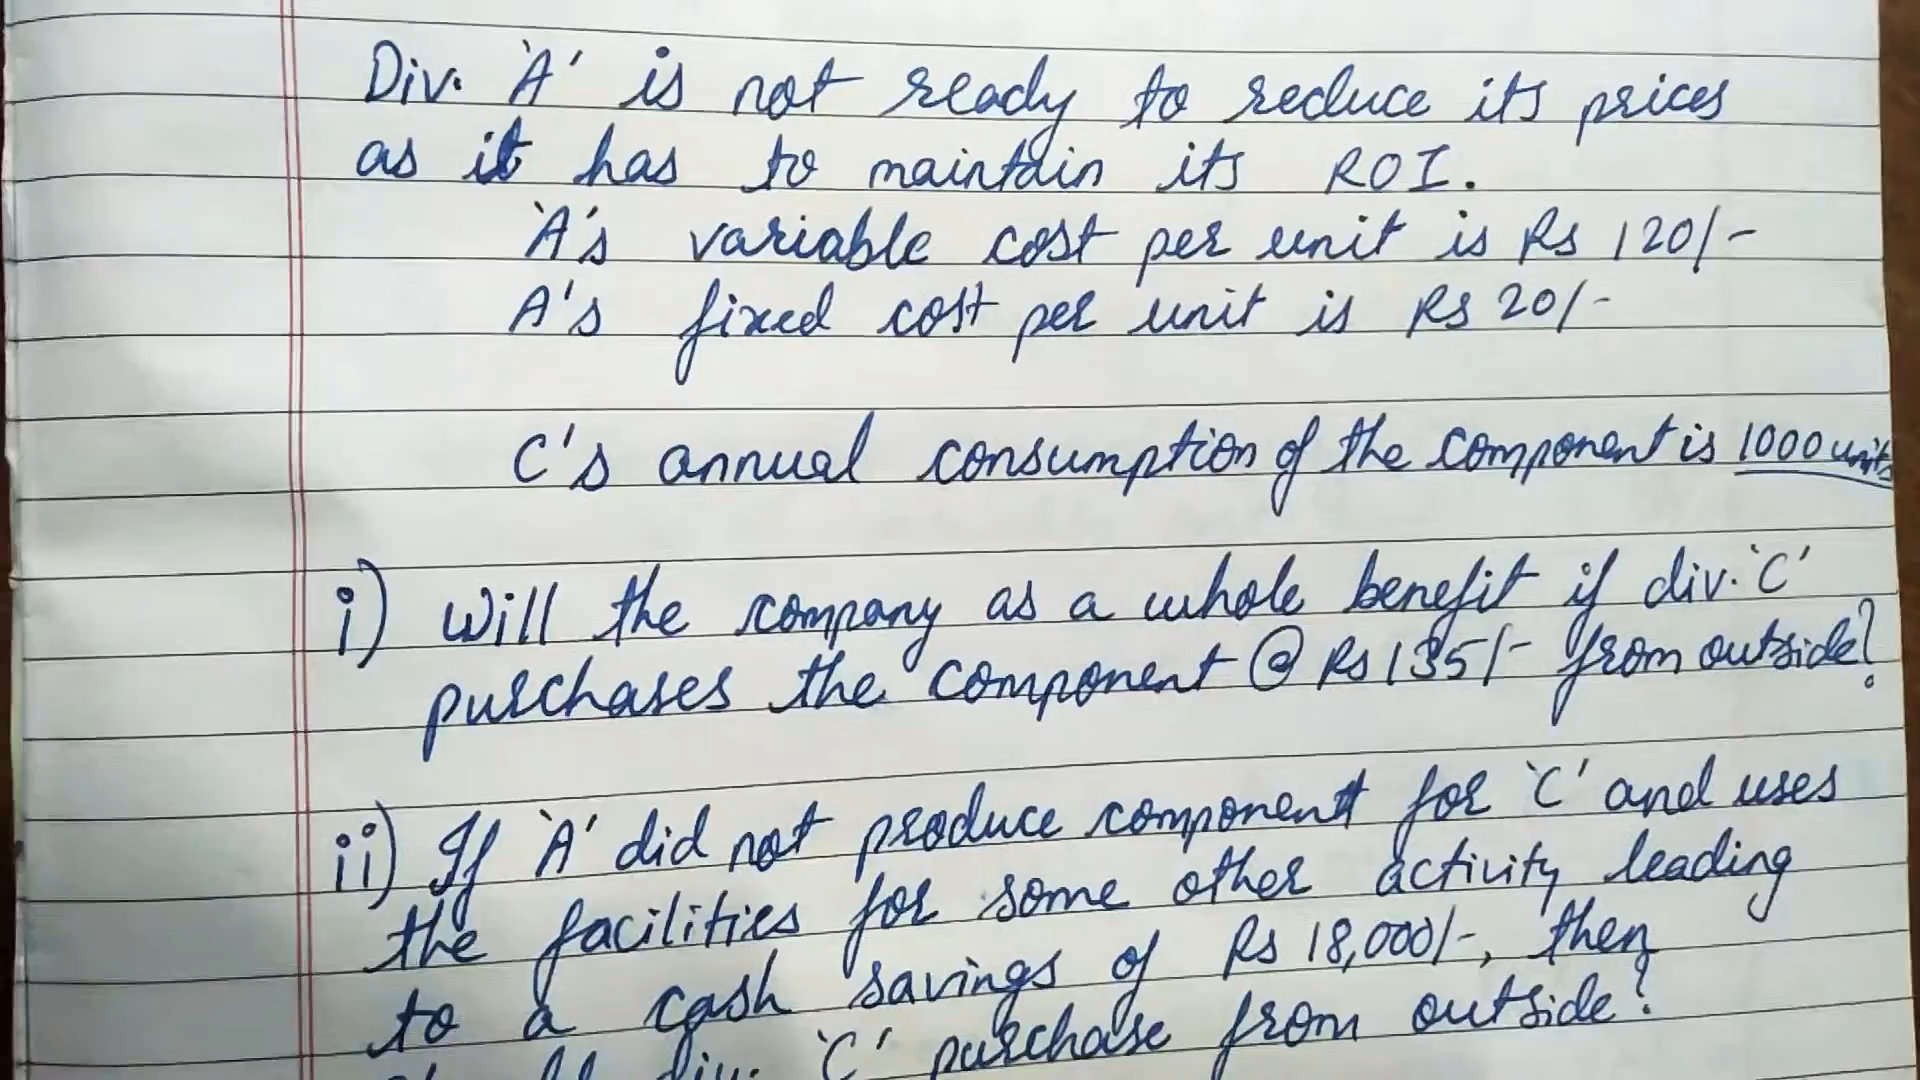 Div. 'A' is not ready to reduce its prices
as it has to maintain its ROI.
'A's variable cost per unit is Rs 120/-
A's fixed cost per unit is Rs 20/-
C's annual consumption of the component is 1000 units
i) Will the company as a whole benefit if div. 'C'
purchases the component @ Rs 135/- from outside?
ii) If 'A' did not produce component for 'C' and uses
the facilities for some other activity leading
to a cash savings of Rs 18,000/-, then
div. 'C' purchase from outside?